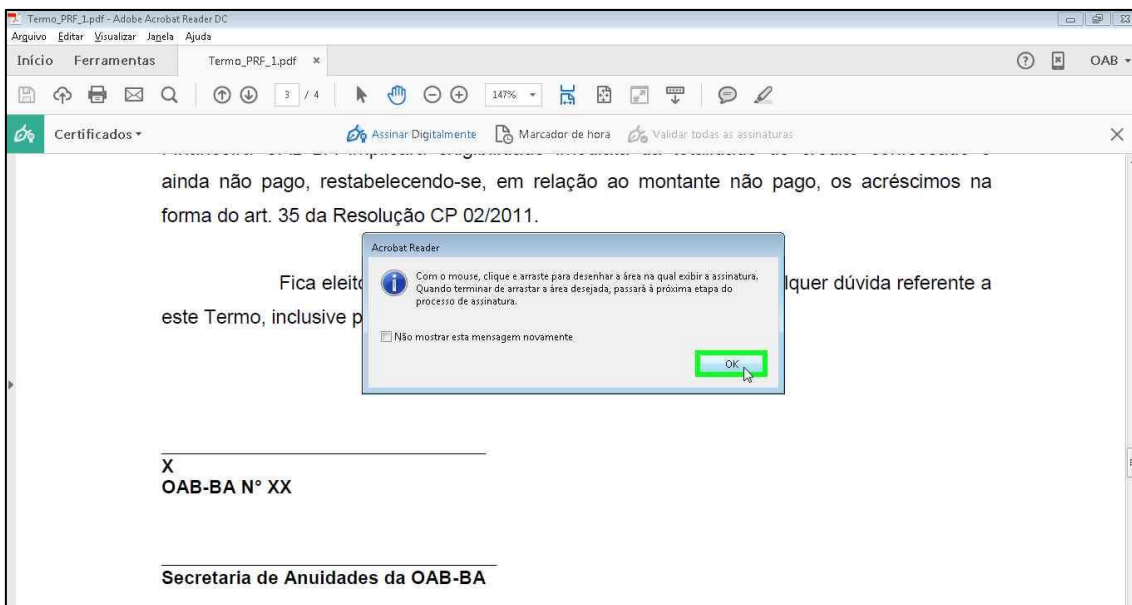 Termo_PRF_1.pdf - Adobe Acrobat Reader DC
Arquivo Editar Visualizar Janela Ajuda
Início Ferramentas Termo_PRF_1.pdf × OAB
3 / 4 147%
Certificados Assinar Digitalmente Marcador de hora Validar todas as assinaturas
ainda não pago, restabelecendo-se, em relação ao montante não pago, os acréscimos na
forma do art. 35 da Resolução CP 02/2011.
Acrobat Reader
Com o mouse, clique e arraste para desenhar a área na qual exibir a assinatura.
Quando terminar de arrastar a área desejada, passará à próxima etapa do
processo de assinatura.
Não mostrar esta mensagem novamente
OK
Fica eleito lquer dúvida referente a
este Termo, inclusive p
X
OAB-BA N° XX
Secretaria de Anuidades da OAB-BA